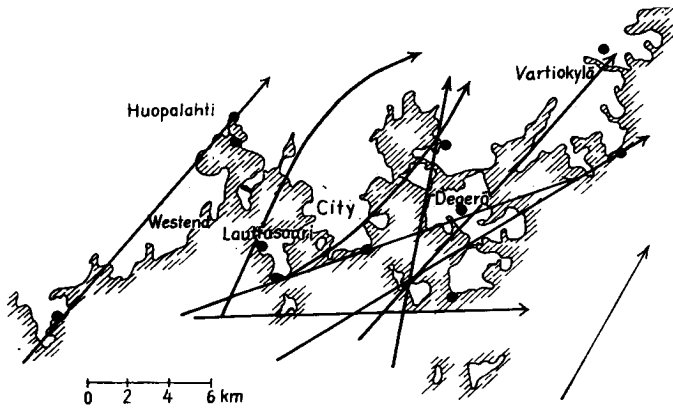 Vartiokylä
Huopalahti
Degerö
City
Westend
Lauttasaari
0 2 4 6 km